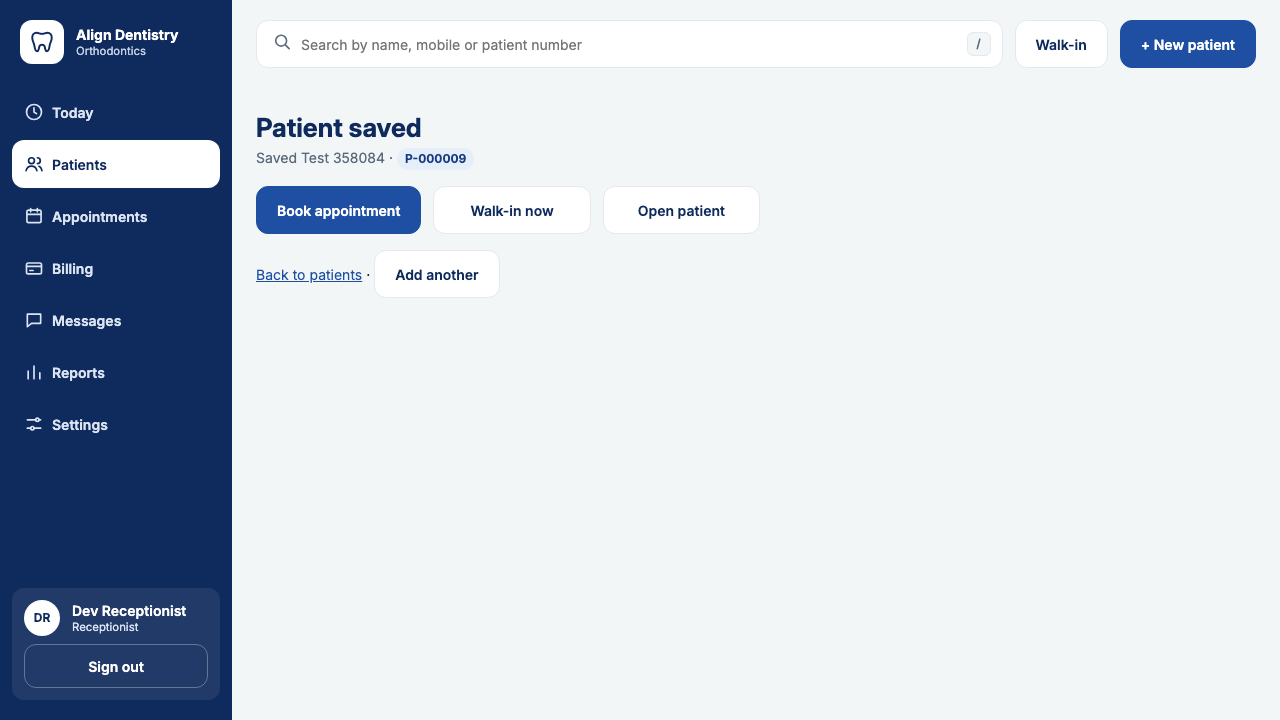 Align Dentistry
Orthodontics
Today
Patients
Appointments
Billing
Messages
Reports
Settings
DR
Dev Receptionist
Receptionist
Sign out
Search by name, mobile or patient number
/
Walk-in
+ New patient
Patient saved
Saved Test 358084 · P-000009
Book appointment
Walk-in now
Open patient
Back to patients · Add another